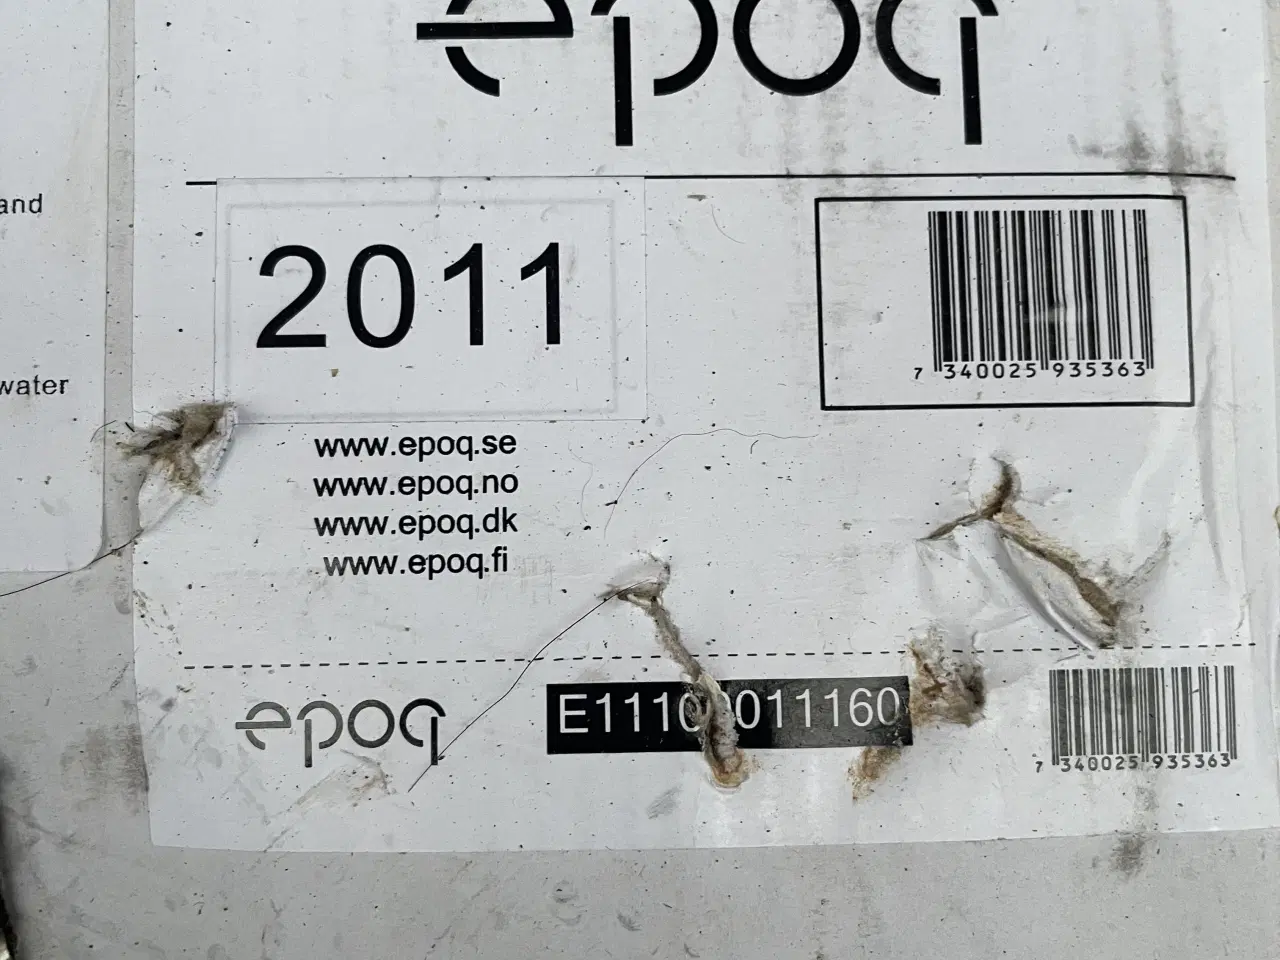 epoq
and
2011
7 340025 935363
water
www.epoq.se
www.epoq.no
www.epoq.dk
www.epoq.fi
epoq
7 340025 935363